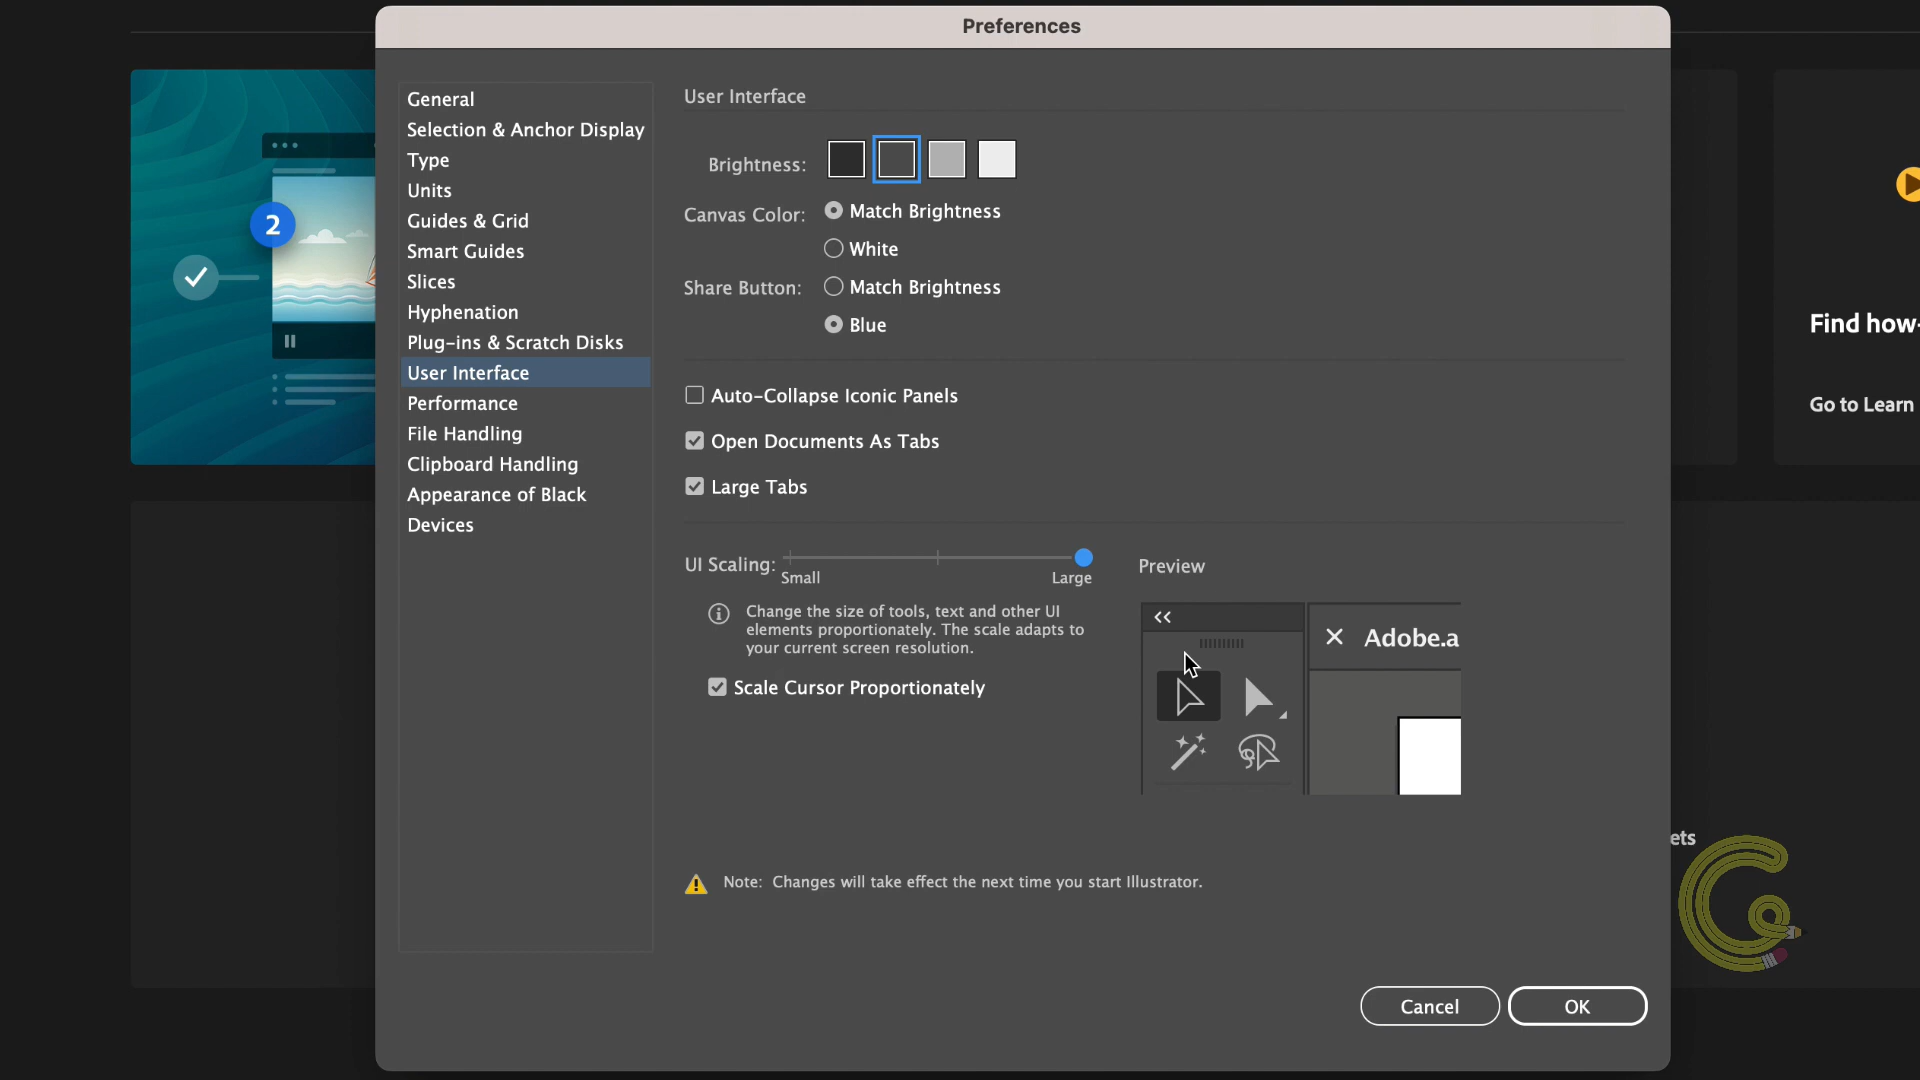 Preferences
General
Selection & Anchor Display
Type
Units
Guides & Grid
Smart Guides
Slices
Hyphenation
Plug-ins & Scratch Disks
User Interface
Performance
File Handling
Clipboard Handling
Appearance of Black
Devices
User Interface
Brightness:
Canvas Color: Match Brightness
White
Share Button: Match Brightness
Blue
Auto-Collapse Iconic Panels
Open Documents As Tabs
Large Tabs
UI Scaling:
Small Large
Change the size of tools, text and other UI
elements proportionately. The scale adapts to
your current screen resolution.
Scale Cursor Proportionately
Preview
Adobe.a
Note: Changes will take effect the next time you start Illustrator.
Cancel OK
2
Find how-
Go to Learn
ets